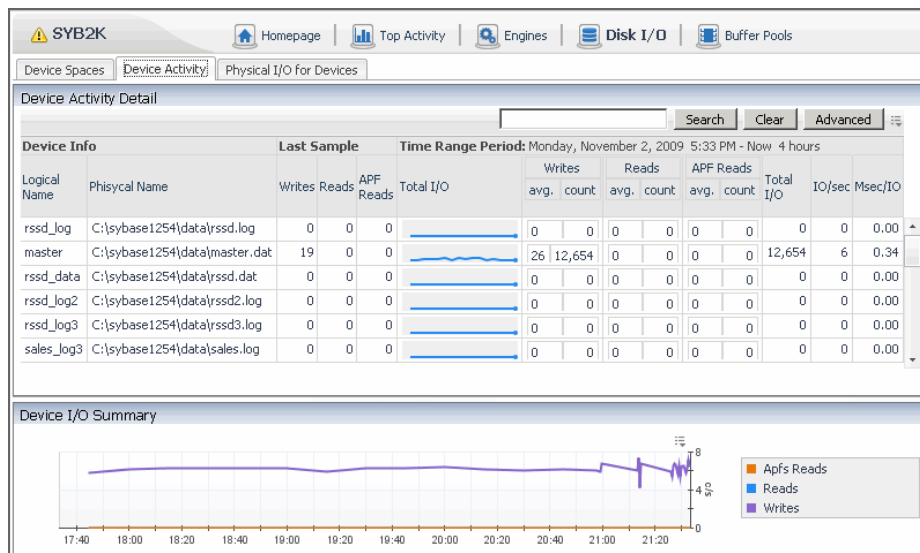 SYB2K Homepage Top Activity Engines Disk I/O Buffer Pools
Device Spaces Device Activity Physical I/O for Devices
Device Activity Detail
Search Clear Advanced
Device Info Last Sample Time Range Period: Monday, November 2, 2009 5:33 PM - Now 4 hours
Logical Name Phisycal Name Writes Reads APF Reads Total I/O Writes avg. count Reads avg. count APF Reads avg. count Total I/O IO/sec Msec/IO
rssd_log C:\sybase1254\data\rssd.log 0 0 0 0 0 0 0 0 0 0 0 0.00
master C:\sybase1254\data\master.dat 19 0 0 26 12,654 0 0 0 0 12,654 6 0.34
rssd_data C:\sybase1254\data\rssd.dat 0 0 0 0 0 0 0 0 0 0 0 0.00
rssd_log2 C:\sybase1254\data\rssd2.log 0 0 0 0 0 0 0 0 0 0 0 0.00
rssd_log3 C:\sybase1254\data\rssd3.log 0 0 0 0 0 0 0 0 0 0 0 0.00
sales_log3 C:\sybase1254\data\sales.log 0 0 0 0 0 0 0 0 0 0 0 0.00
Device I/O Summary
8
4
0
c/s
17:40 18:00 18:20 18:40 19:00 19:20 19:40 20:00 20:20 20:40 21:00 21:20
Apfs Reads
Reads
Writes